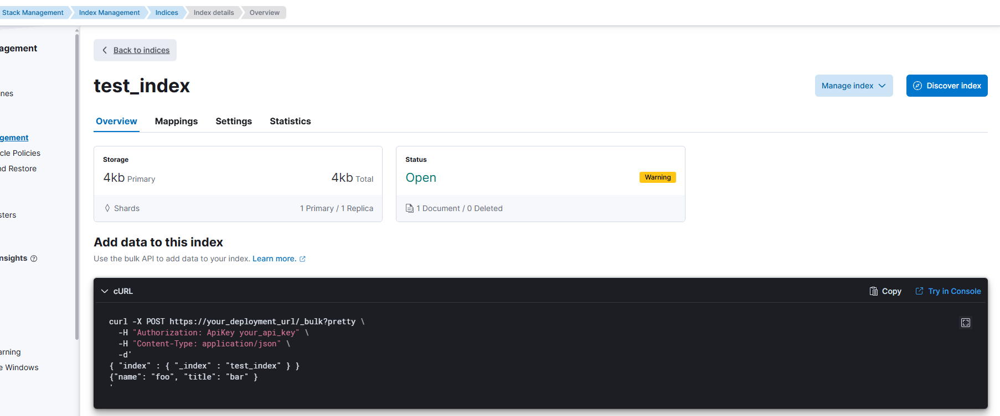 Stack Management
Index Management
Indices
Index details
Overview
agement
nes
gement
cle Policies
nd Restore
sters
nsights
arning
e Windows
Back to indices
test_index
Manage index
Discover index
Overview
Mappings
Settings
Statistics
Storage
4kb Primary
4kb Total
Shards
1 Primary / 1 Replica
Status
Open
Warning
1 Document / 0 Deleted
Add data to this index
Use the bulk API to add data to your index. Learn more.
cURL
Copy
Try in Console
curl -X POST https://your_deployment_url/_bulk?pretty \
-H "Authorization: ApiKey your_api_key" \
-H "Content-Type: application/json" \
-d'
{ "index" : { "_index" : "test_index" } }
{"name": "foo", "title": "bar" }
'